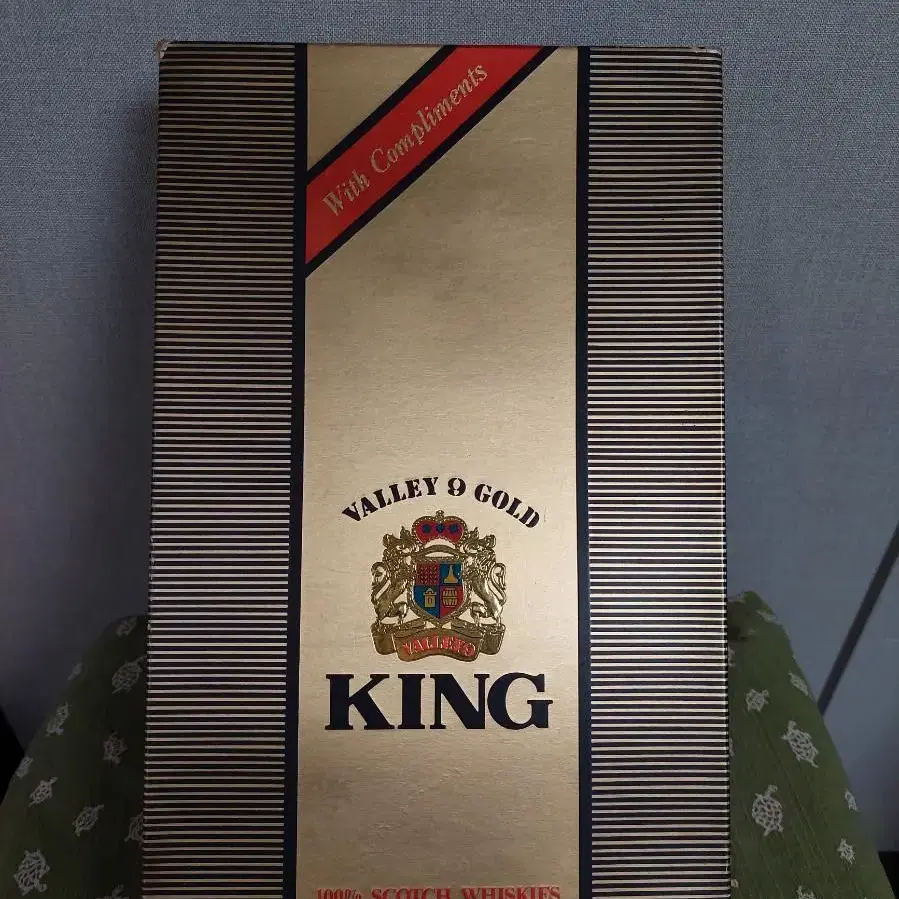 With Compliments
VALLEY 9 GOLD
VALLEY9
KING
100% SCOTCH WHISKIES